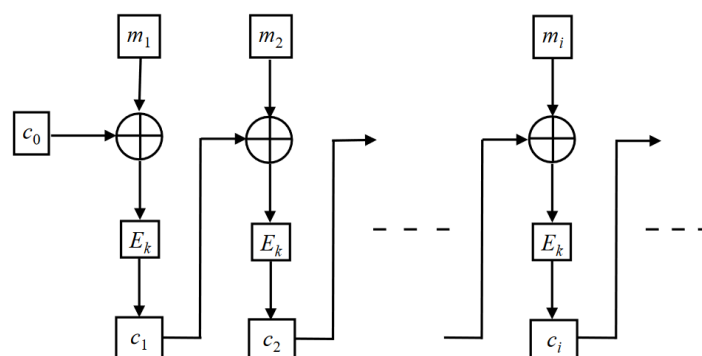 m₁ m₂ mᵢ
c₀
Eₖ Eₖ Eₖ
c₁ c₂ cᵢ